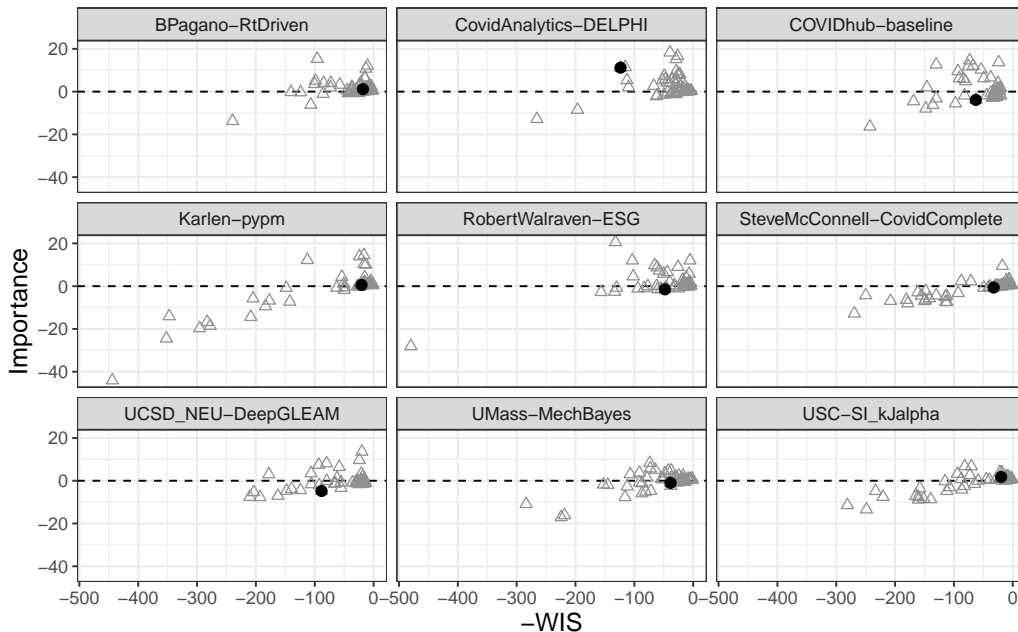 BPagano−RtDriven CovidAnalytics−DELPHI COVIDhub−baseline
20
0
−20
−40
Karlen−pypm RobertWalraven−ESG SteveMcConnell−CovidComplete
20
0
−20
−40
UCSD_NEU−DeepGLEAM UMass−MechBayes USC−SI_kJalpha
20
0
−20
−40
Importance
−500 −400 −300 −200 −100 0 −500 −400 −300 −200 −100 0 −500 −400 −300 −200 −100 0
−WIS